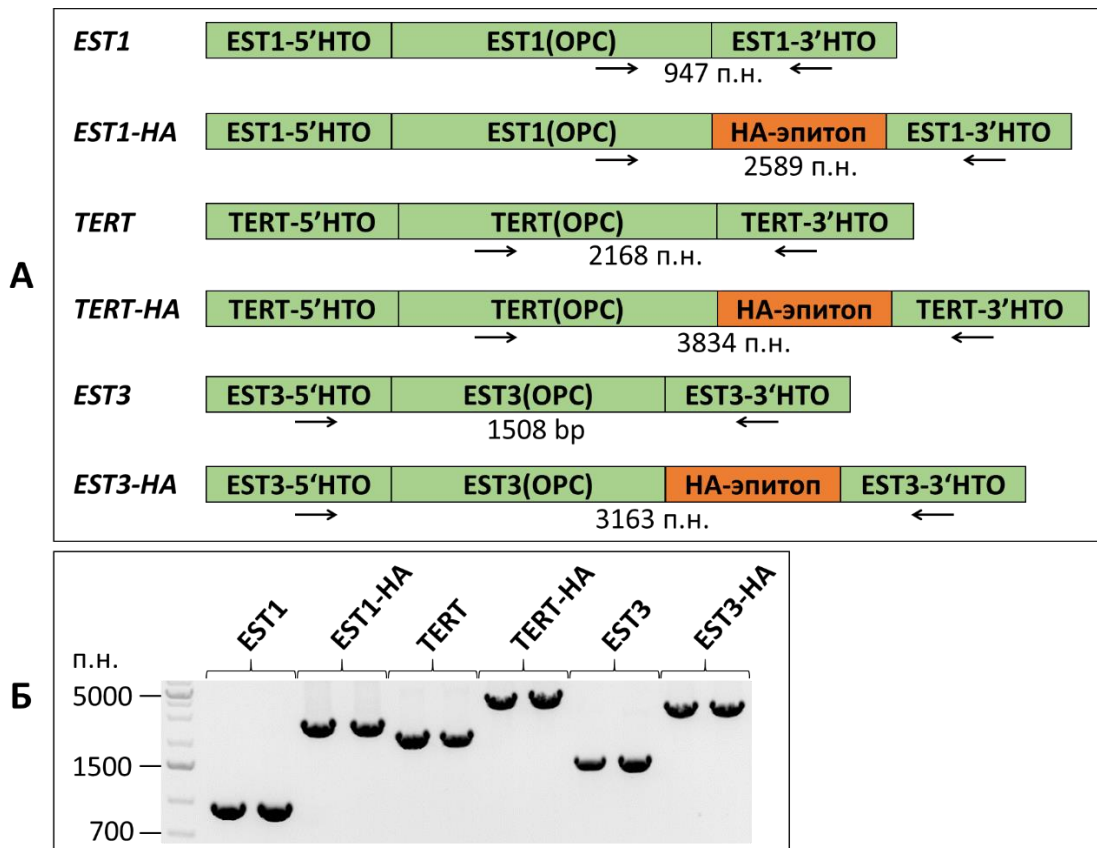 А
EST1 EST1-5'НТО EST1(ОРС) EST1-3'НТО
947 п.н.
EST1-HA EST1-5'НТО EST1(ОРС) НА-эпитоп EST1-3'НТО
2589 п.н.
TERT TERT-5'НТО TERT(ОРС) TERT-3'НТО
2168 п.н.
TERT-HA TERT-5'НТО TERT(ОРС) НА-эпитоп TERT-3'НТО
3834 п.н.
EST3 EST3-5'НТО EST3(ОРС) EST3-3'НТО
1508 bp
EST3-HA EST3-5'НТО EST3(ОРС) НА-эпитоп EST3-3'НТО
3163 п.н.
Б
EST1 EST1-HA TERT TERT-HA EST3 EST3-HA
п.н.
5000
1500
700